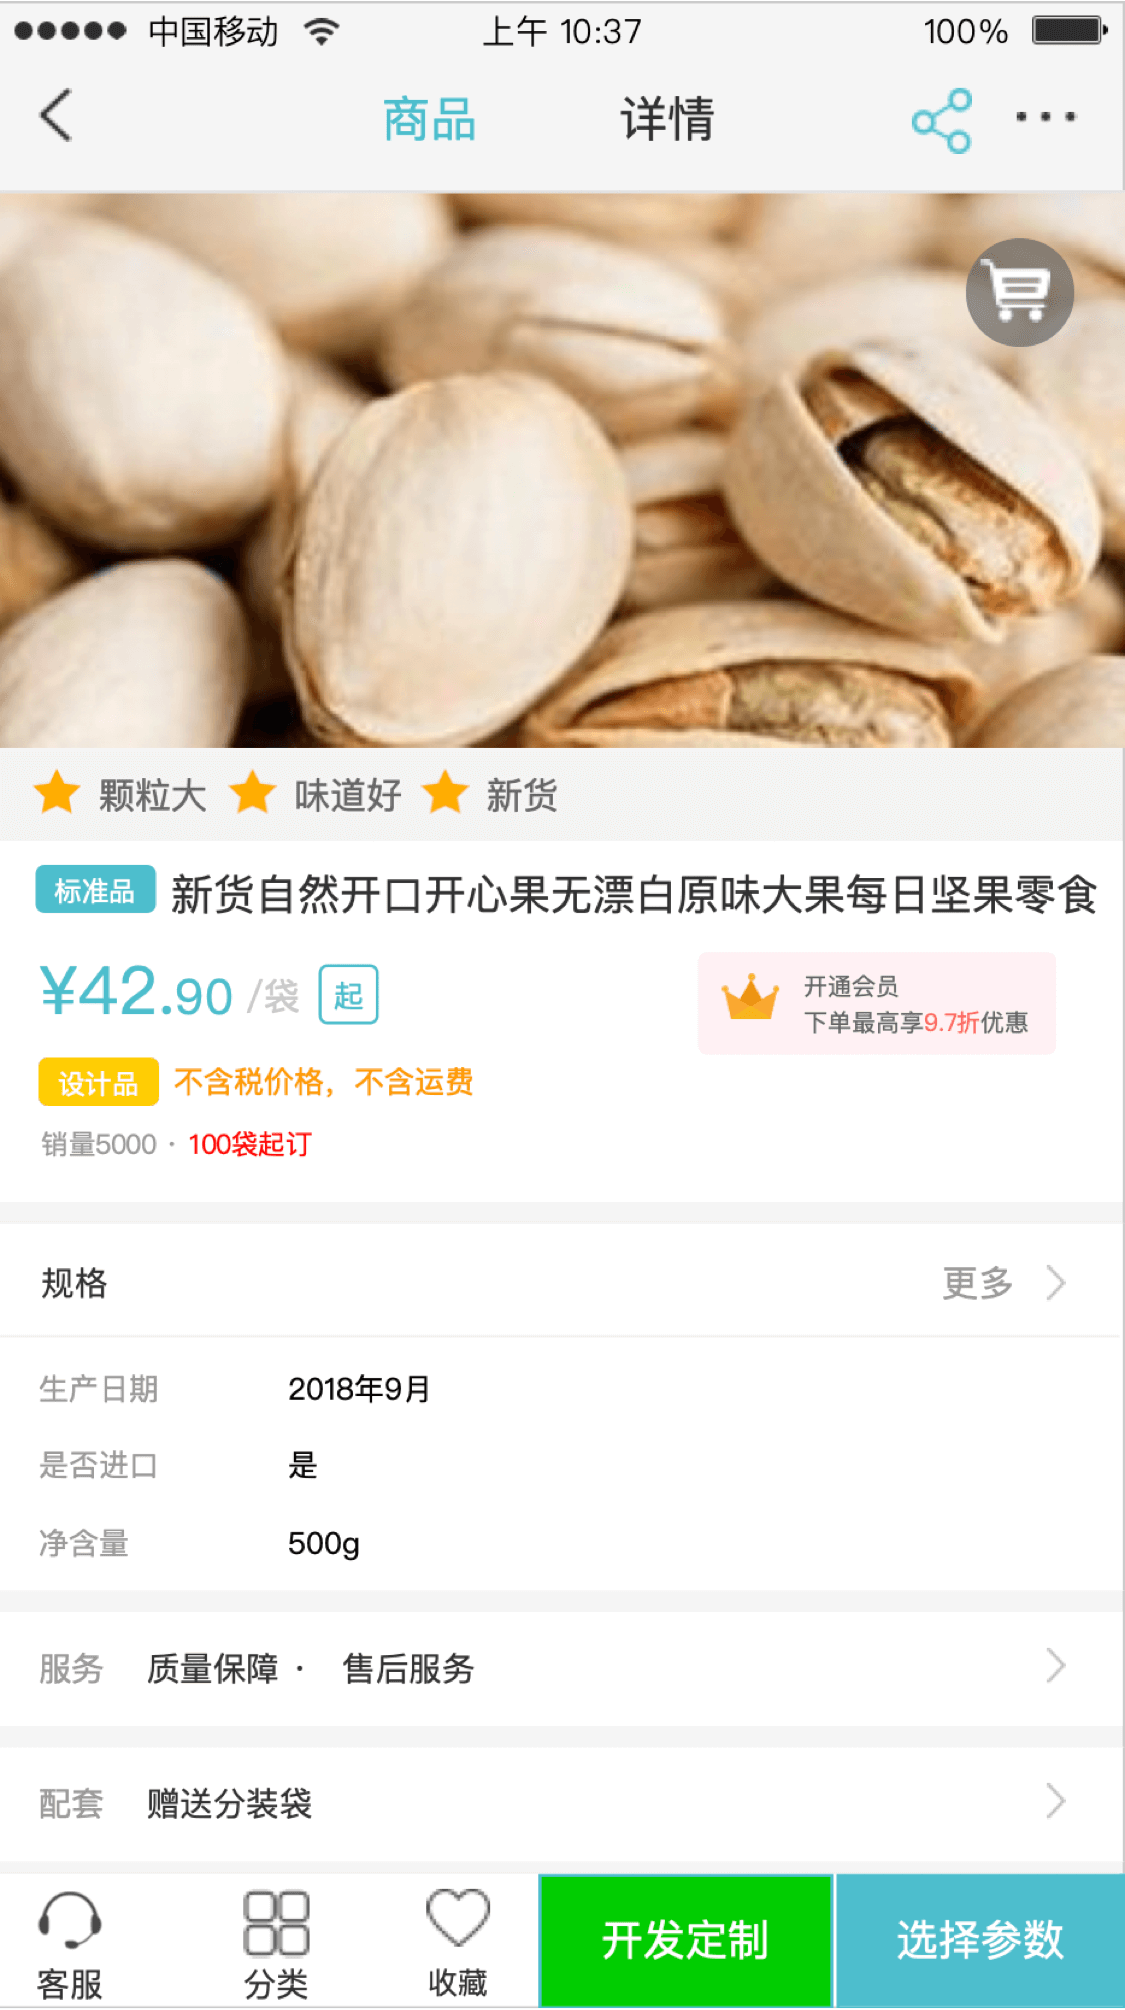 中国移动 上午 10:37 100%
商品 详情
颗粒大 味道好 新货
标准品 新货自然开口开心果无漂白原味大果每日坚果零食
¥42.90 /袋 起
开通会员
下单最高享9.7折优惠
设计品 不含税价格，不含运费
销量5000 · 100袋起订
规格 更多
生产日期 2018年9月
是否进口 是
净含量 500g
服务 质量保障 · 售后服务
配套 赠送分装袋
客服 分类 收藏 开发定制 选择参数